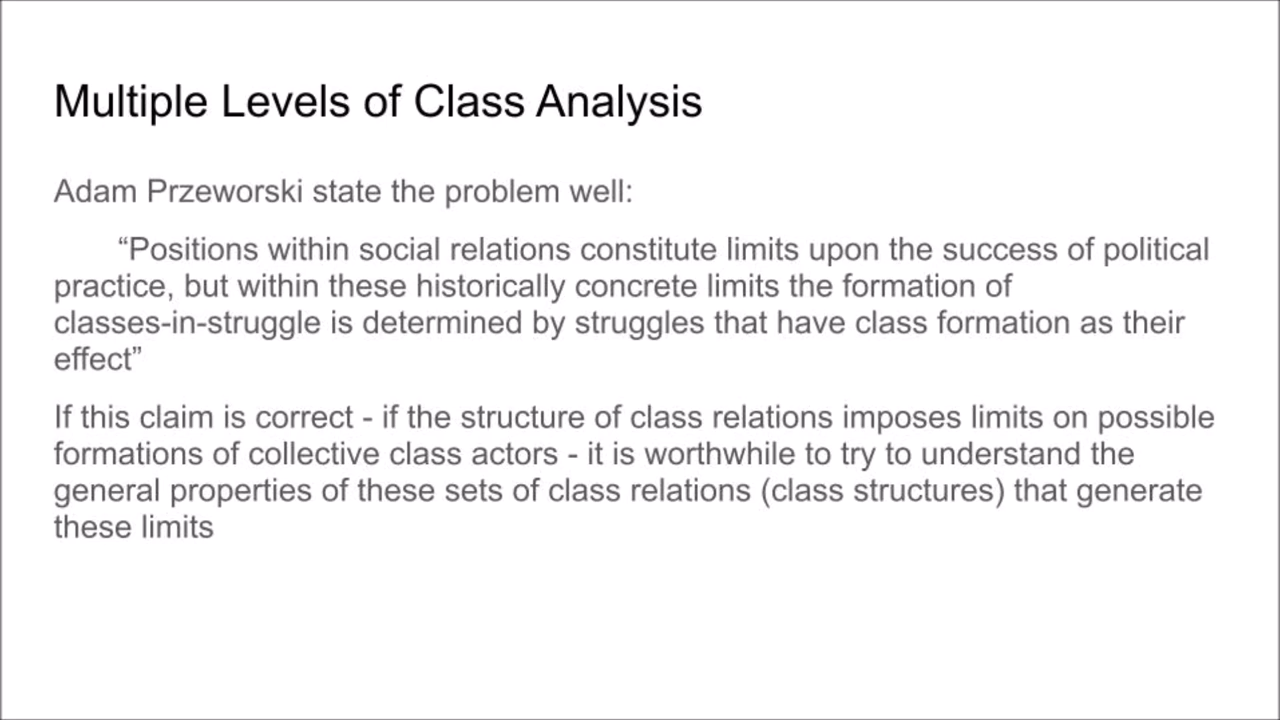 Multiple Levels of Class Analysis
Adam Przeworski state the problem well:
“Positions within social relations constitute limits upon the success of political
practice, but within these historically concrete limits the formation of
classes-in-struggle is determined by struggles that have class formation as their
effect”
If this claim is correct - if the structure of class relations imposes limits on possible
formations of collective class actors - it is worthwhile to try to understand the
general properties of these sets of class relations (class structures) that generate
these limits